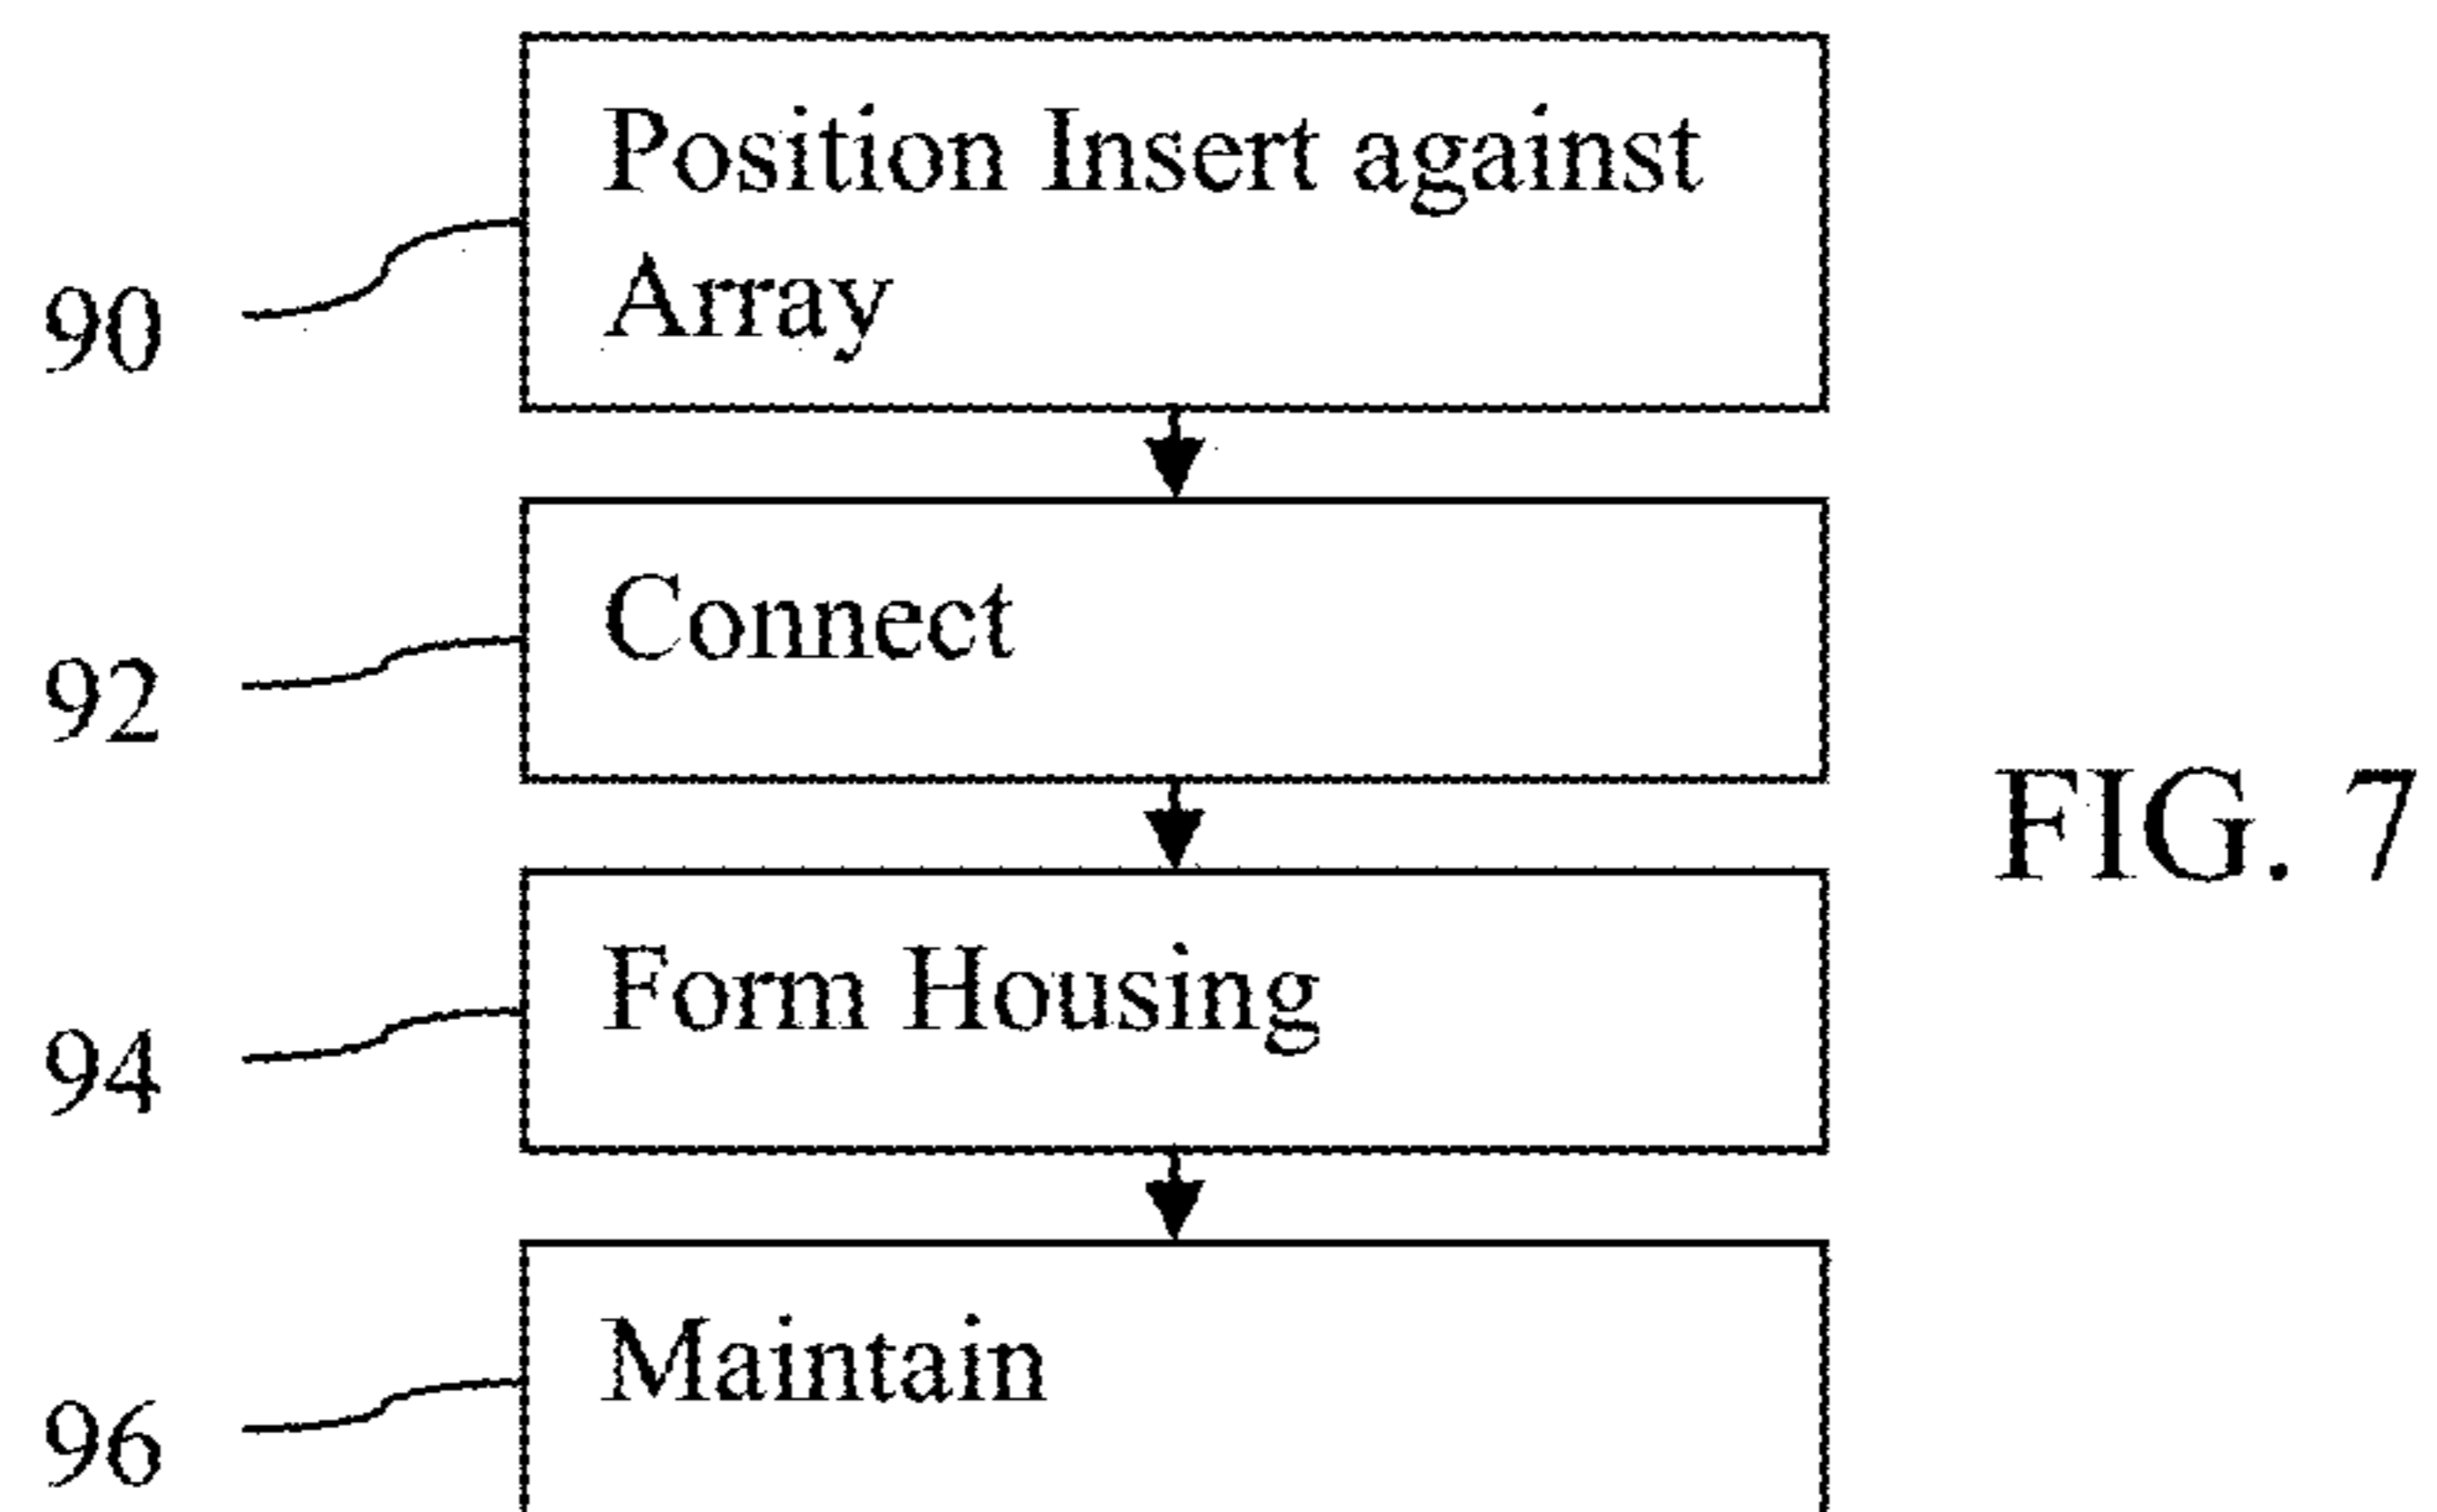 Position Insert against
Array
90
Connect
92
Form Housing
94
Maintain
96
FIG. 7